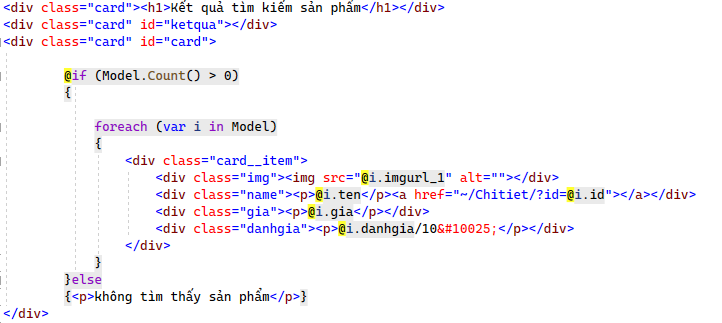 <div class="card"><h1>Kết quả tìm kiếm sản phẩm</h1></div>
<div class="card" id="ketqua"></div>
<div class="card" id="card">
@if (Model.Count() > 0)
{
foreach (var i in Model)
{
<div class="card__item">
<div class="img"><img src="@i.imgurl_1" alt=""></div>
<div class="name"><p>@i.ten</p><a href="~/Chitiet/?id=@i.id"></a></div>
<div class="gia"><p>@i.gia</p></div>
<div class="danhgia"><p>@i.danhgia/10&#10025;</p></div>
</div>
}
}else
{<p>không tìm thấy sản phẩm</p>}
</div>